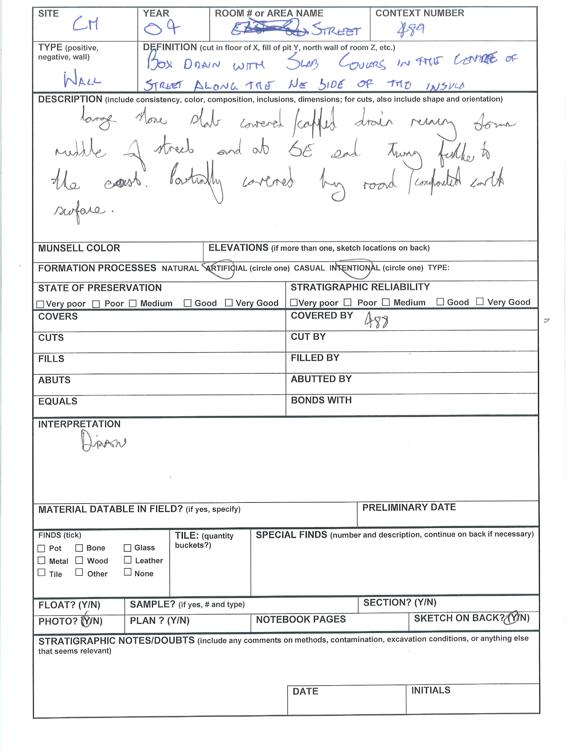 SITE CM
YEAR 04
ROOM # or AREA NAME STREET
CONTEXT NUMBER 489
TYPE (positive, negative, wall)
WALL
DEFINITION (cut in floor of X, fill of pit Y, north wall of room Z, etc.)
BOX DRAIN WITH SLAB COVERS IN THE CENTRE OF
STREET ALONG THE NE SIDE OF THE INSULA
DESCRIPTION (include consistency, color, composition, inclusions, dimensions; for cuts, also include shape and orientation)
large stone slab covered/capped drain running down
middle of street and at SE end turning further to
the east. Partially covered by road/compacted earth
surface.
MUNSELL COLOR
ELEVATIONS (if more than one, sketch locations on back)
FORMATION PROCESSES NATURAL ARTIFICIAL (circle one) CASUAL INTENTIONAL (circle one) TYPE:
STATE OF PRESERVATION
STRATIGRAPHIC RELIABILITY
Very poor Poor Medium Good Very Good
Very poor Poor Medium Good Very Good
COVERS
COVERED BY 488
CUTS
CUT BY
FILLS
FILLED BY
ABUTS
ABUTTED BY
EQUALS
BONDS WITH
INTERPRETATION
DRAIN
MATERIAL DATABLE IN FIELD? (if yes, specify)
PRELIMINARY DATE
FINDS (tick)
Pot Bone Glass
Metal Wood Leather
Tile Other None
TILE: (quantity buckets?)
SPECIAL FINDS (number and description, continue on back if necessary)
FLOAT? (Y/N)
SAMPLE? (if yes, # and type)
SECTION? (Y/N)
PHOTO? (Y/N)
PLAN ? (Y/N)
NOTEBOOK PAGES
SKETCH ON BACK? (Y/N)
STRATIGRAPHIC NOTES/DOUBTS (include any comments on methods, contamination, excavation conditions, or anything else
that seems relevant)
DATE
INITIALS